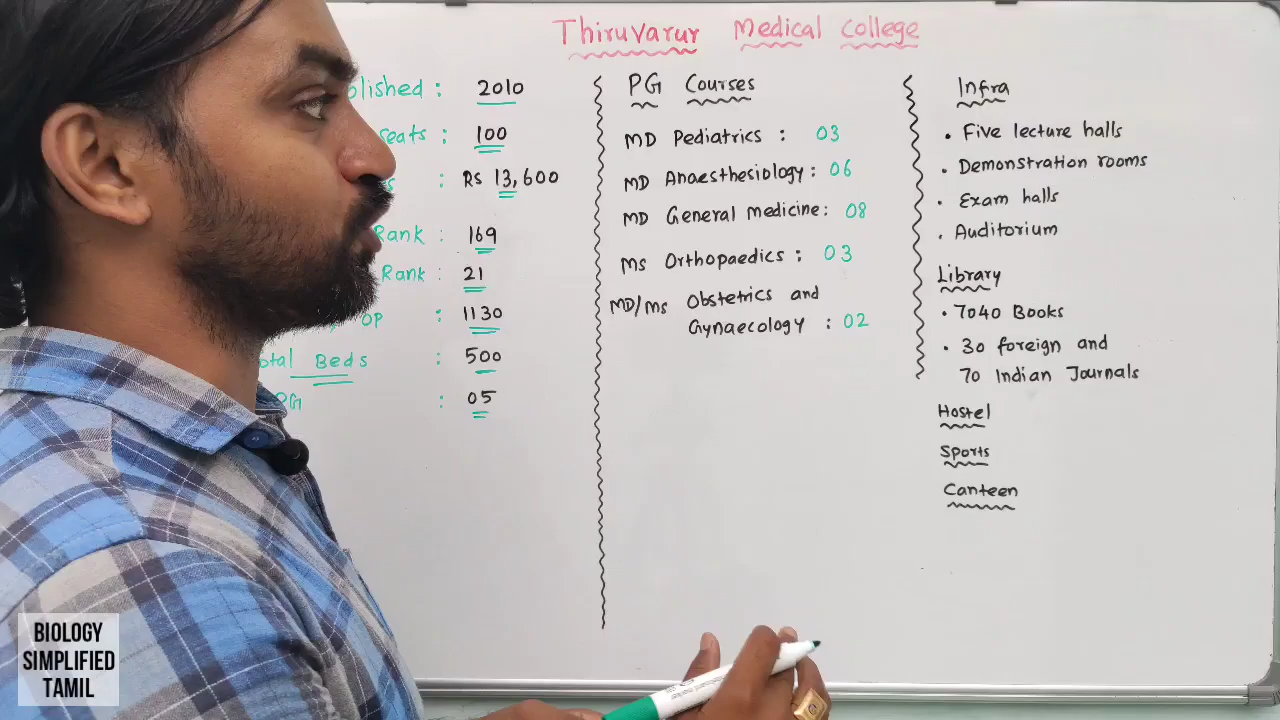 Thiruvarur Medical College
blished : 2010
seats : 100
: Rs 13,600
Rank : 169
Rank : 21
OP : 1130
otal Beds : 500
PG : 05
PG Courses
MD Pediatrics : 03
MD Anaesthesiology: 06
MD General Medicine: 08
Ms Orthopaedics : 03
MD/Ms Obstetrics and
Gynaecology : 02
Infra
• Five lecture halls
• Demonstration rooms
• Exam halls
• Auditorium
Library
• 7040 Books
• 30 foreign and
70 Indian Journals
Hostel
Sports
Canteen
BIOLOGY
SIMPLIFIED
TAMIL